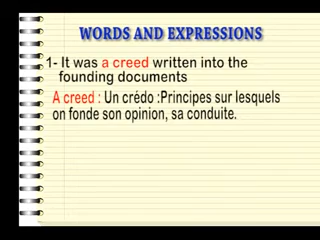 WORDS AND EXPRESSIONS
1- It was a creed written into the
founding documents
A creed : Un crédo :Principes sur lesquels
on fonde son opinion, sa conduite.